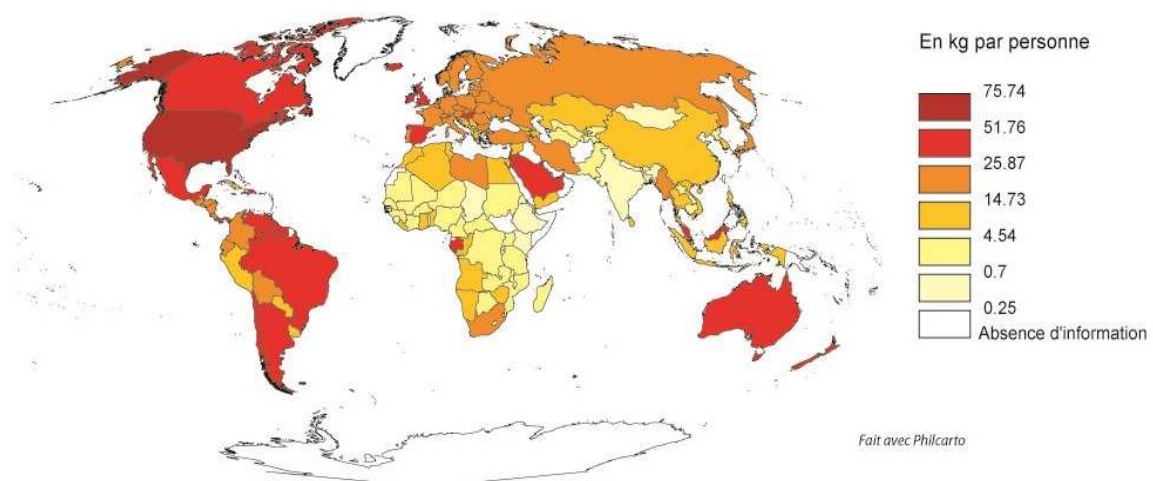 En kg par personne
75.74
51.76
25.87
14.73
4.54
0.7
0.25
Absence d'information
Fait avec Philcarto